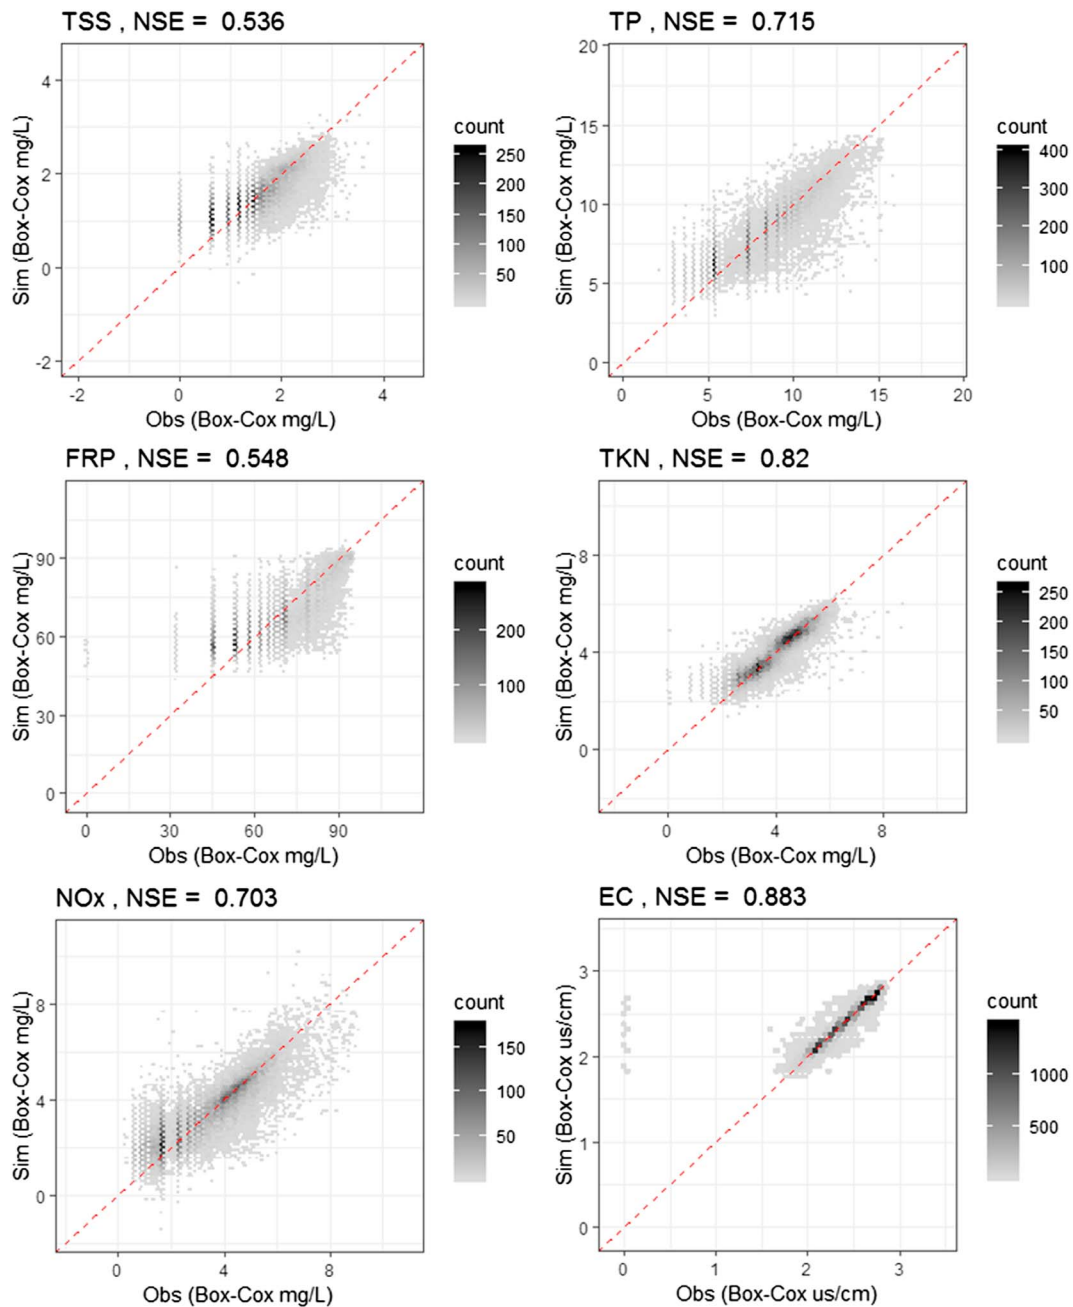 TSS , NSE = 0.536
Sim (Box-Cox mg/L)
4
2
0
-2
-2 0 2 4
Obs (Box-Cox mg/L)
count
250
200
150
100
50
TP , NSE = 0.715
Sim (Box-Cox mg/L)
20
15
10
5
0
0 5 10 15 20
Obs (Box-Cox mg/L)
count
400
300
200
100
FRP , NSE = 0.548
Sim (Box-Cox mg/L)
90
60
30
0
0 30 60 90
Obs (Box-Cox mg/L)
count
200
100
TKN , NSE = 0.82
Sim (Box-Cox mg/L)
8
4
0
0 4 8
Obs (Box-Cox mg/L)
count
250
200
150
100
50
NOx , NSE = 0.703
Sim (Box-Cox mg/L)
8
4
0
0 4 8
Obs (Box-Cox mg/L)
count
150
100
50
EC , NSE = 0.883
Sim (Box-Cox us/cm)
3
2
1
0
0 1 2 3
Obs (Box-Cox us/cm)
count
1000
500